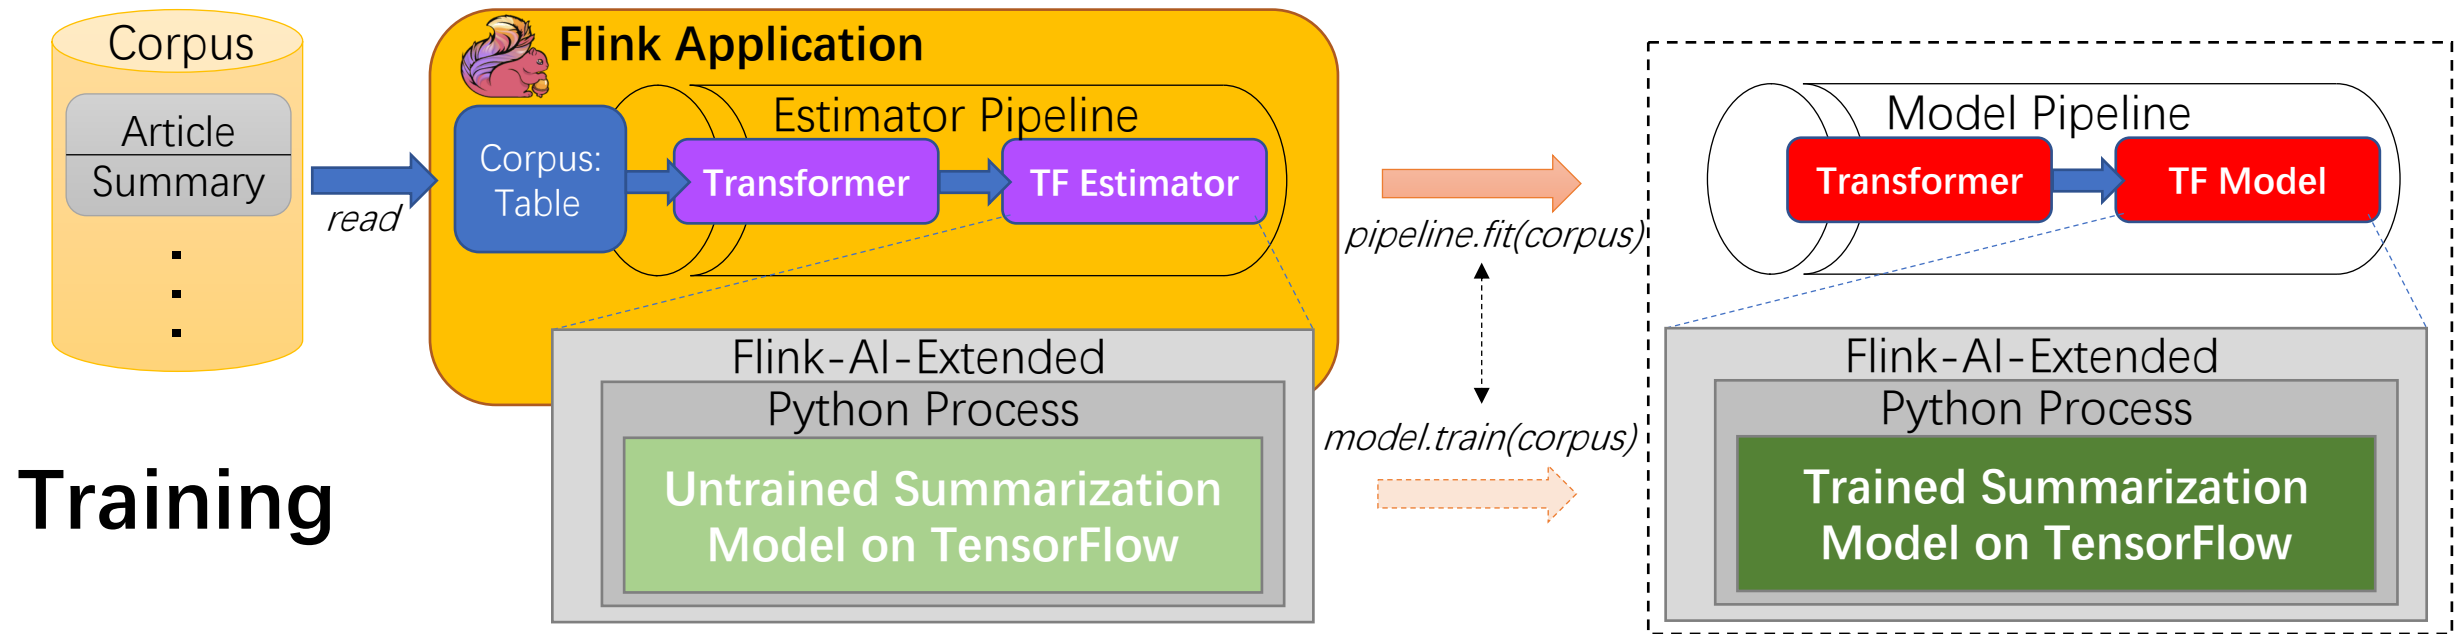 Corpus
Article
Summary
read
Flink Application
Estimator Pipeline
Corpus:
Table
Transformer
TF Estimator
Flink-AI-Extended
Python Process
Untrained Summarization
Model on TensorFlow
pipeline.fit(corpus)
model.train(corpus)
Model Pipeline
Transformer
TF Model
Flink-AI-Extended
Python Process
Trained Summarization
Model on TensorFlow
Training